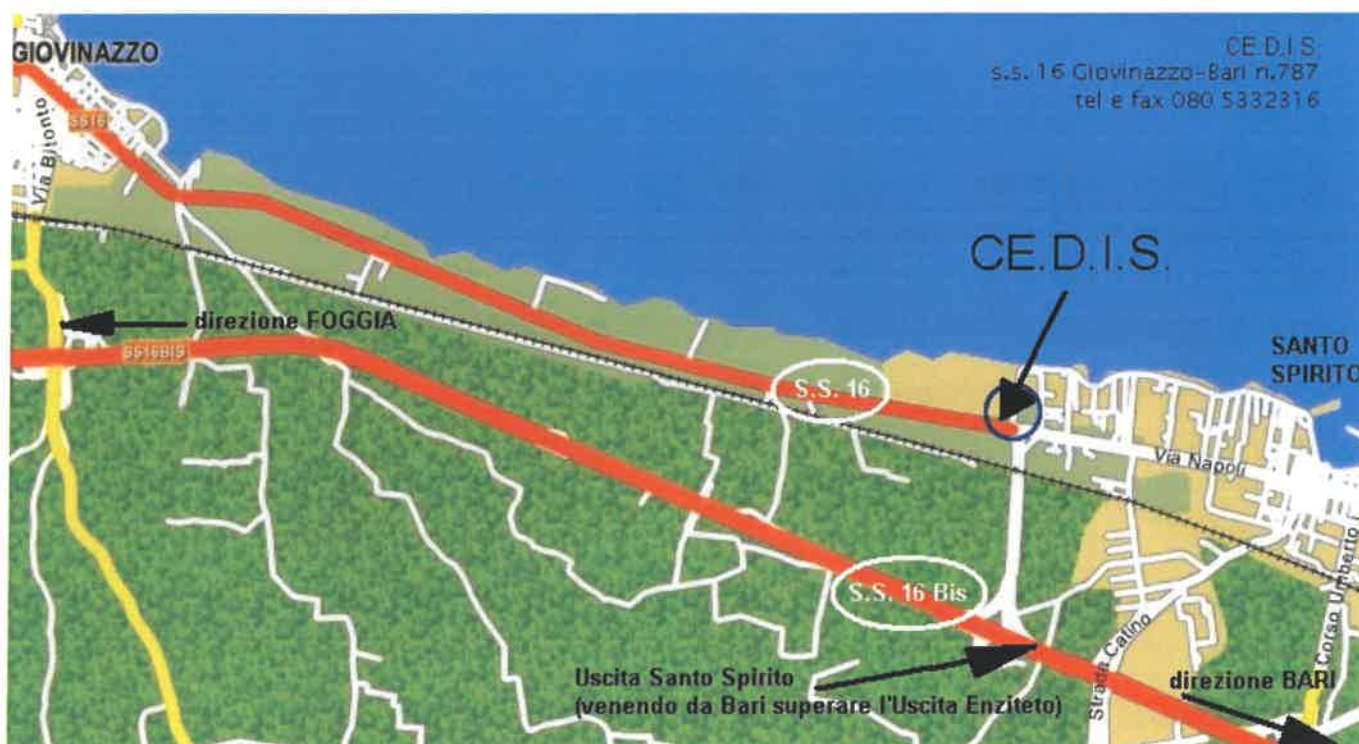 GIOVINAZZO
CE.D.I.S.
s.s. 16 Giovinazzo-Bari n.787
tel e fax 080 5332316
SS16
Via Bitonto
CE.D.I.S.
direzione FOGGIA
SS16BIS
S.S. 16
SANTO
SPIRITO
Via Napoli
S.S. 16 Bis
Uscita Santo Spirito
(venendo da Bari superare l'Uscita Enziteto)
Strada Catino
Corso Umberto I
direzione BARI